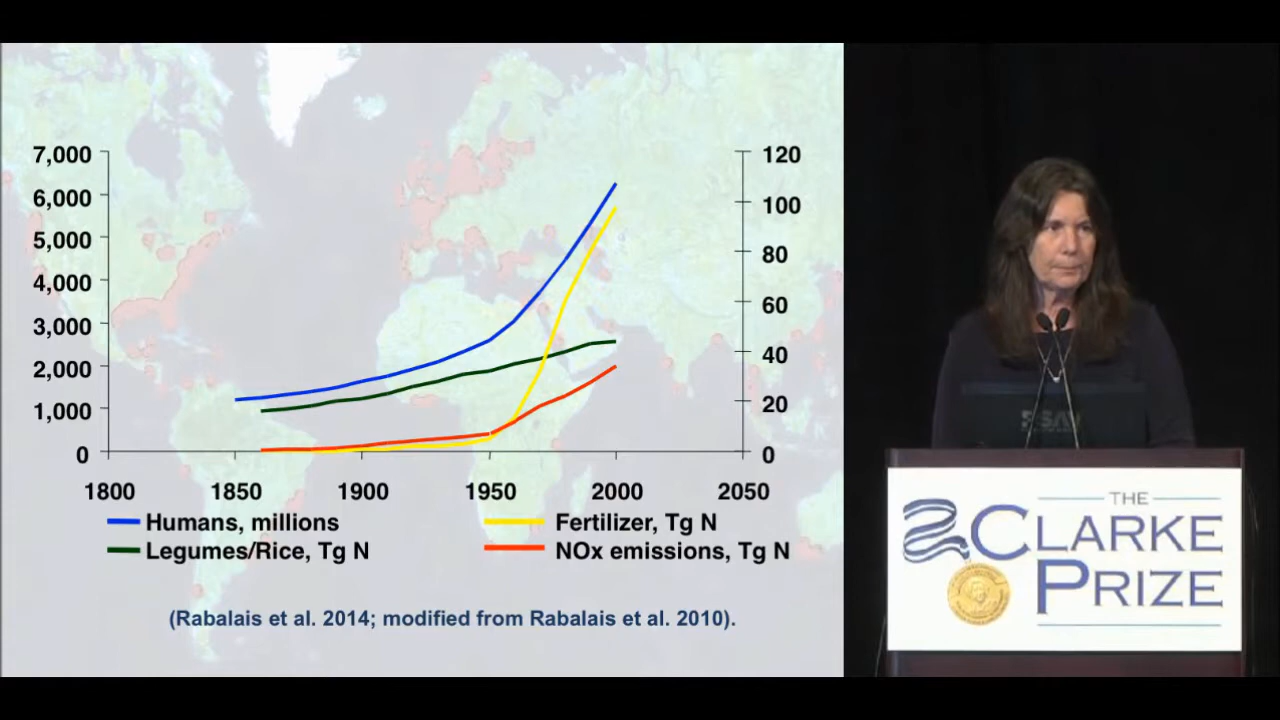 7,000
6,000
5,000
4,000
3,000
2,000
1,000
0
120
100
80
60
40
20
0
1800 1850 1900 1950 2000 2050
Humans, millions Fertilizer, Tg N
Legumes/Rice, Tg N NOx emissions, Tg N
(Rabalais et al. 2014; modified from Rabalais et al. 2010).
PSAV
THE
CLARKE
PRIZE